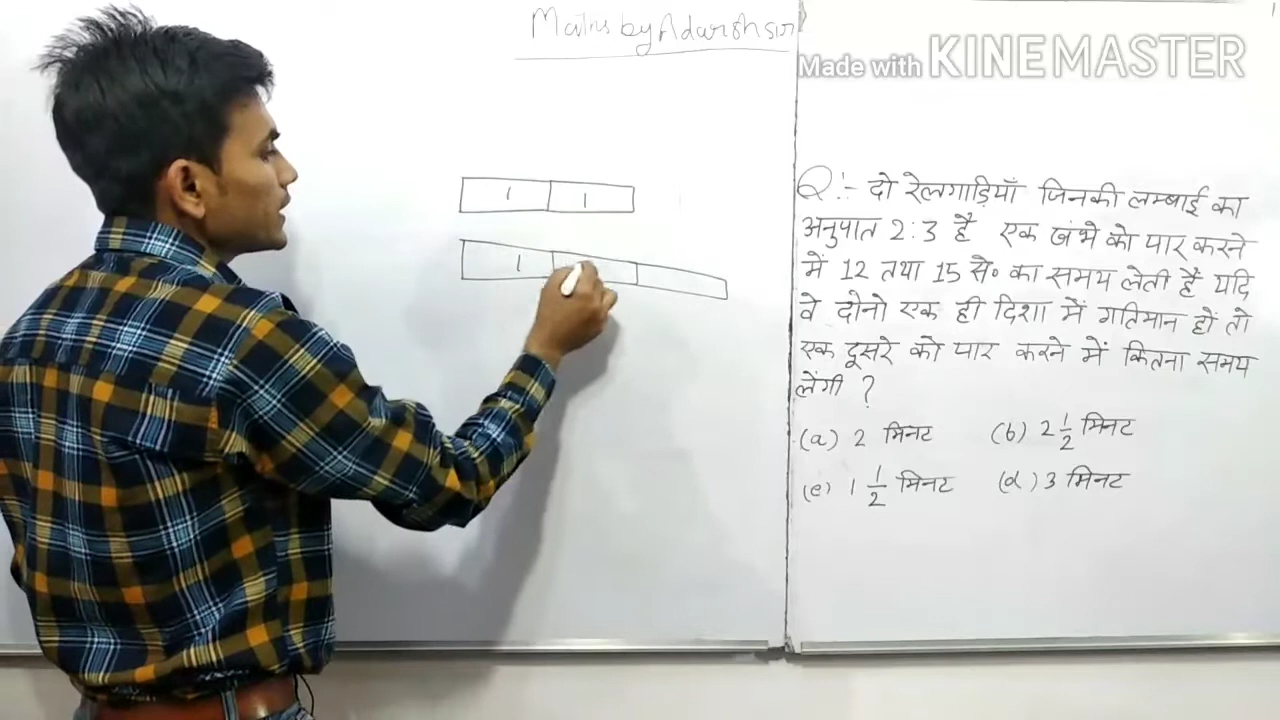 Maths by Adarsh sir
Made with KINEMASTER
1 1
1
Q:- दो रेलगाड़ियाँ जिनकी लम्बाई का
अनुपात 2:3 है एक खंभे को पार करने
में 12 तथा 15 से० का समय लेती है यदि
वे दोनो एक ही दिशा में गतिमान हों तो
एक दूसरे को पार करने में कितना समय
लेंगी ?
(a) 2 मिनट (b) 2 1/2 मिनट
(c) 1 1/2 मिनट (d) 3 मिनट